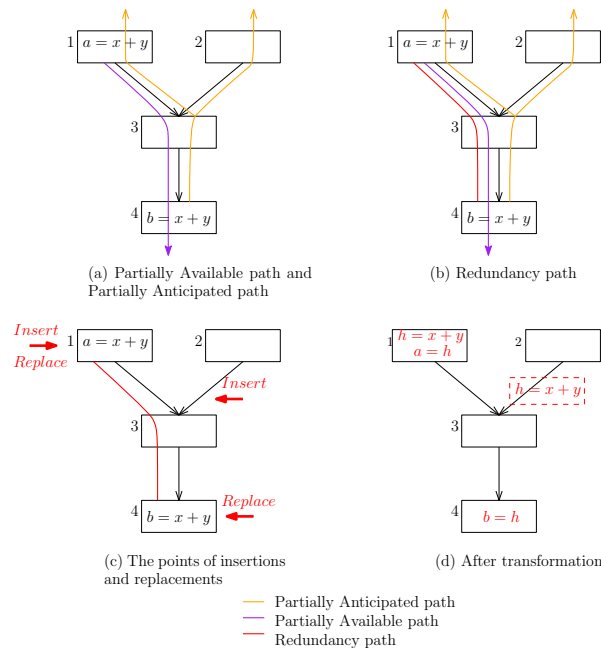 1 a = x + y 2
3
4 b = x + y
(a) Partially Available path and
Partially Anticipated path
1 a = x + y 2
3
4 b = x + y
(b) Redundancy path
Insert
1 a = x + y 2
Replace
Insert
3
Replace
4 b = x + y
(c) The points of insertions
and replacements
h = x + y
1 2
a = h
h = x + y
3
4 b = h
(d) After transformation
Partially Anticipated path
Partially Available path
Redundancy path